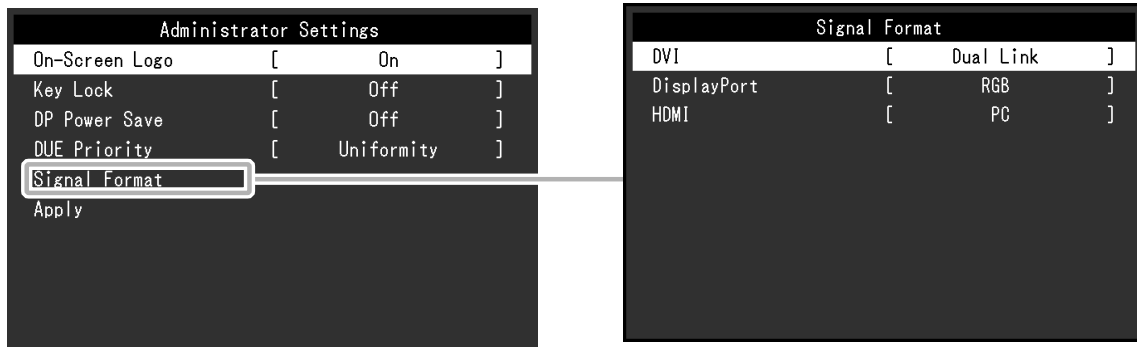 Administrator Settings
On-Screen Logo [ On ]
Key Lock [ Off ]
DP Power Save [ Off ]
DUE Priority [ Uniformity ]
Signal Format
Apply
Signal Format
DVI [ Dual Link ]
DisplayPort [ RGB ]
HDMI [ PC ]